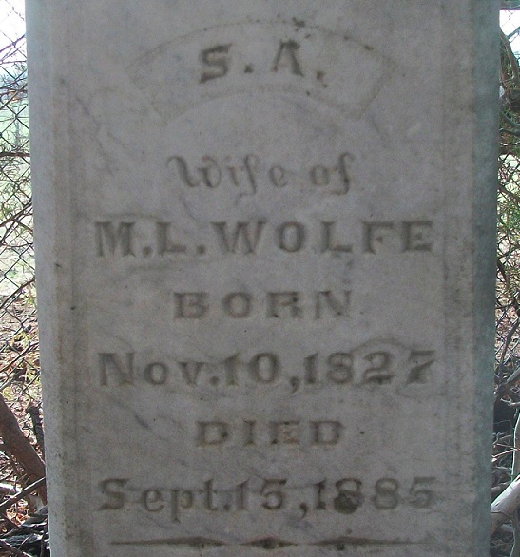 S.A.
Wife of
M.L.WOLFE
BORN
Nov.10,1827
DIED
Sept.15,1885